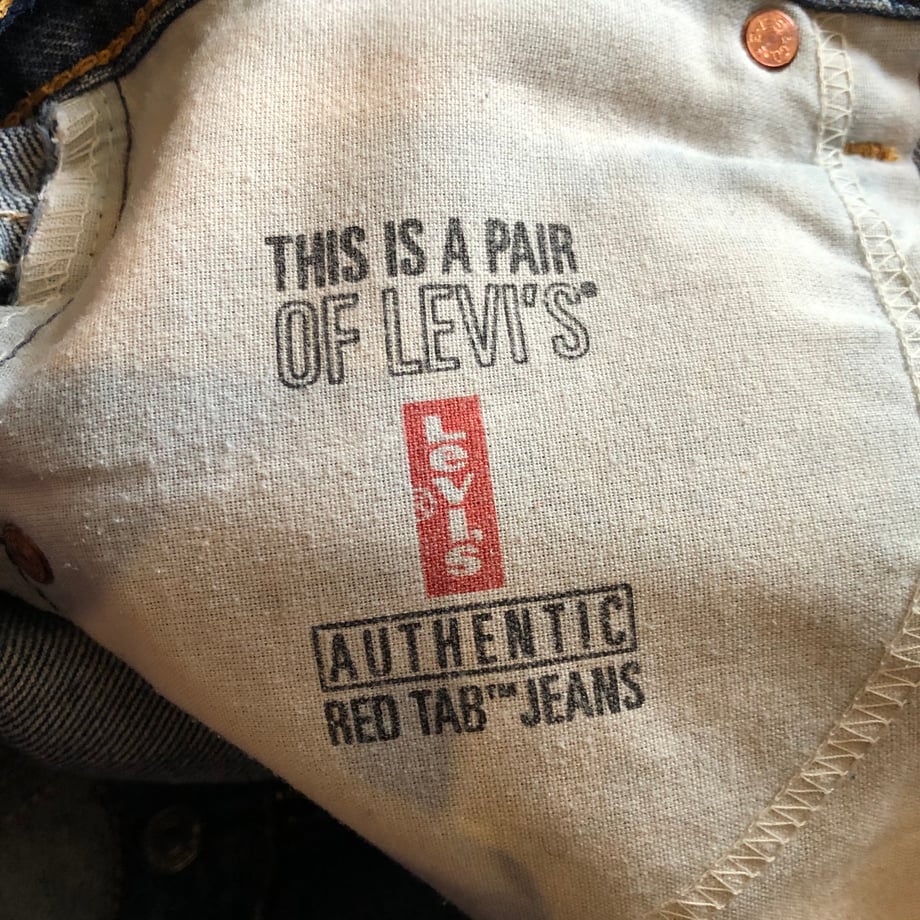 THIS IS A PAIR
OF LEVI'S®
LEVI'S
®
AUTHENTIC
RED TAB™ JEANS